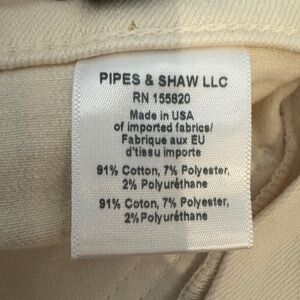 PIPES & SHAW LLC
RN 155820
Made in USA
of imported fabrics/
Fabrique aux EU
d'tissu importe
91% Cotton, 7% Polyester,
2% Polyuréthane
91% Coton, 7% Polyester,
2%Polyuréthane